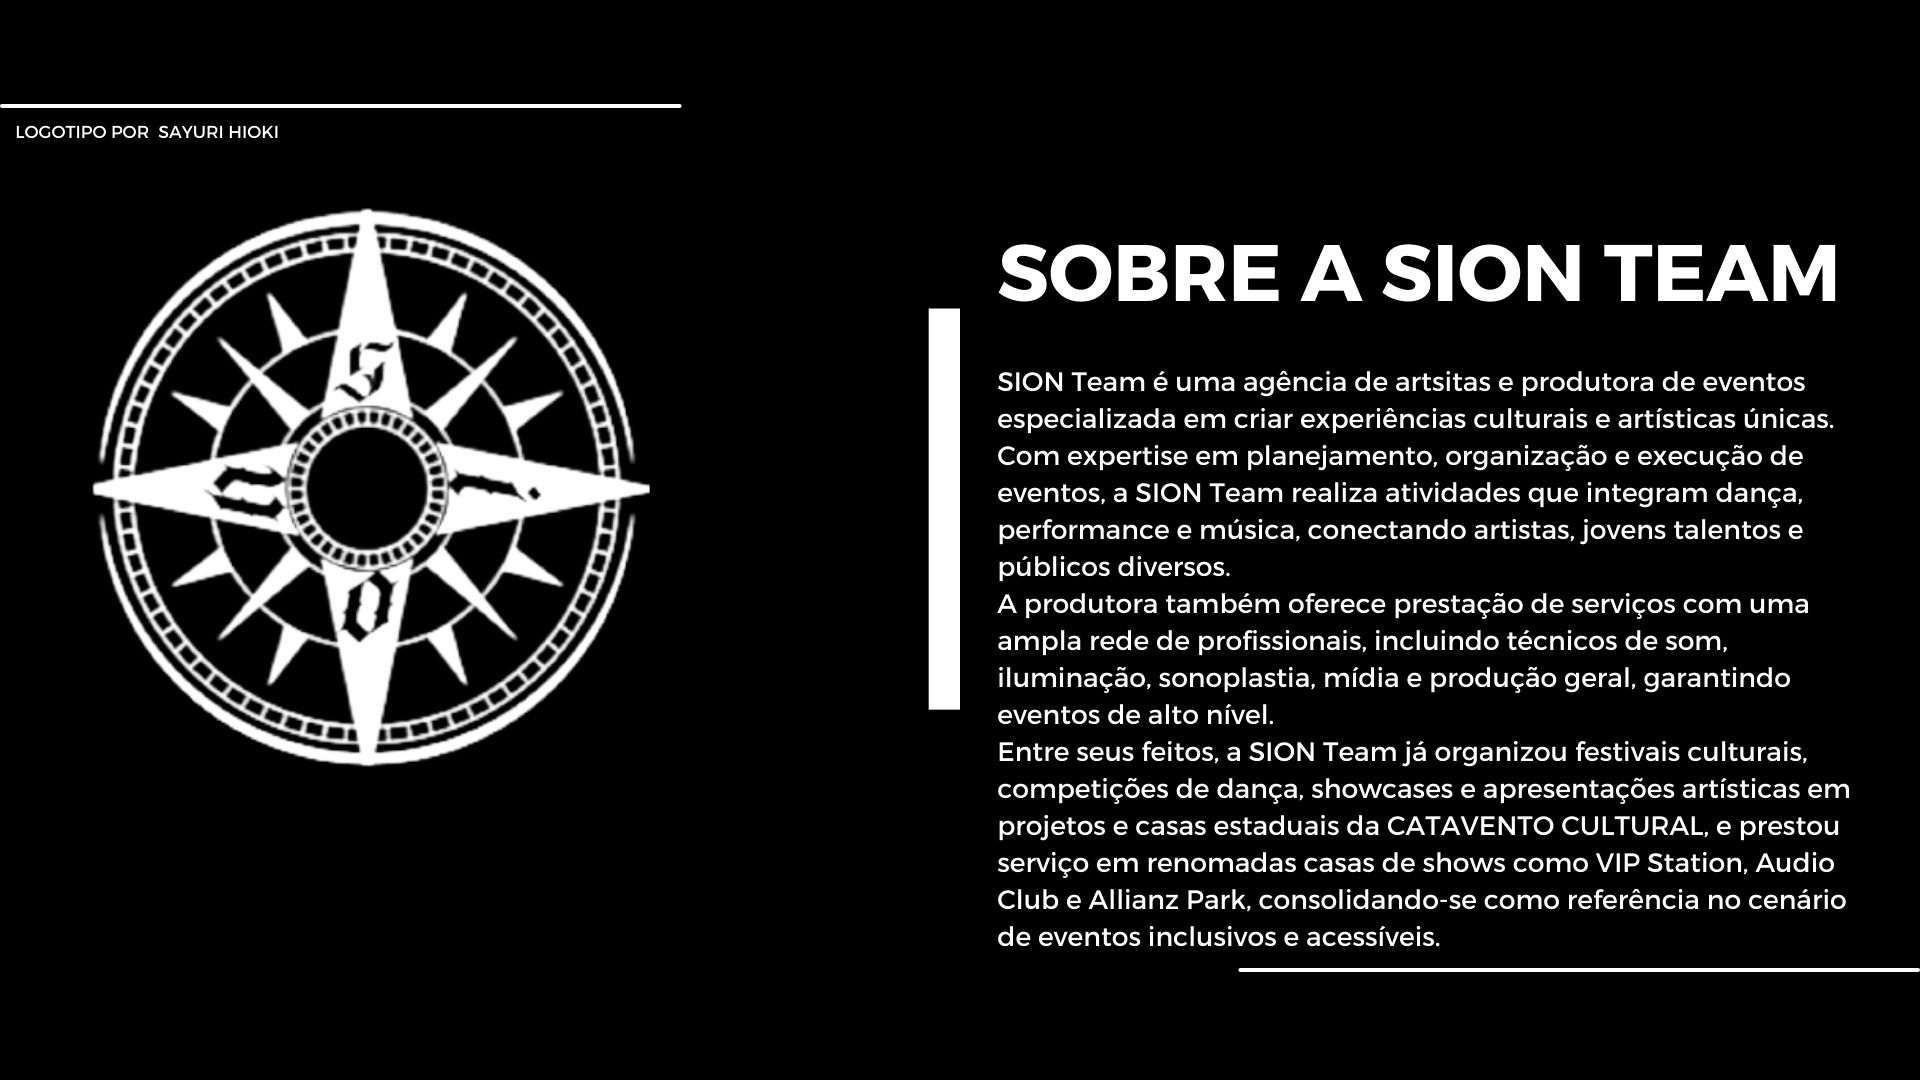 LOGOTIPO POR SAYURI HIOKI
S
I
O
N
SOBRE A SION TEAM
SION Team é uma agência de artsitas e produtora de eventos
especializada em criar experiências culturais e artísticas únicas.
Com expertise em planejamento, organização e execução de
eventos, a SION Team realiza atividades que integram dança,
performance e música, conectando artistas, jovens talentos e
públicos diversos.
A produtora também oferece prestação de serviços com uma
ampla rede de profissionais, incluindo técnicos de som,
iluminação, sonoplastia, mídia e produção geral, garantindo
eventos de alto nível.
Entre seus feitos, a SION Team já organizou festivais culturais,
competições de dança, showcases e apresentações artísticas em
projetos e casas estaduais da CATAVENTO CULTURAL, e prestou
serviço em renomadas casas de shows como VIP Station, Audio
Club e Allianz Park, consolidando-se como referência no cenário
de eventos inclusivos e acessíveis.